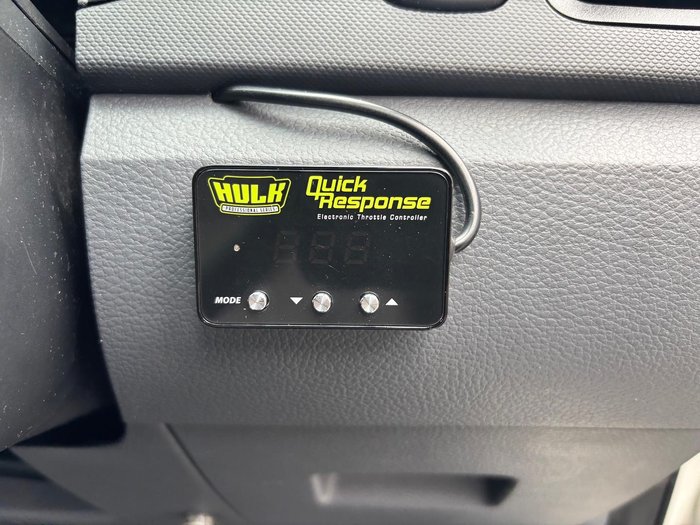 HULK
PROFESSIONAL SERIES
Quick
Response
Electronic Throttle Controller
MODE